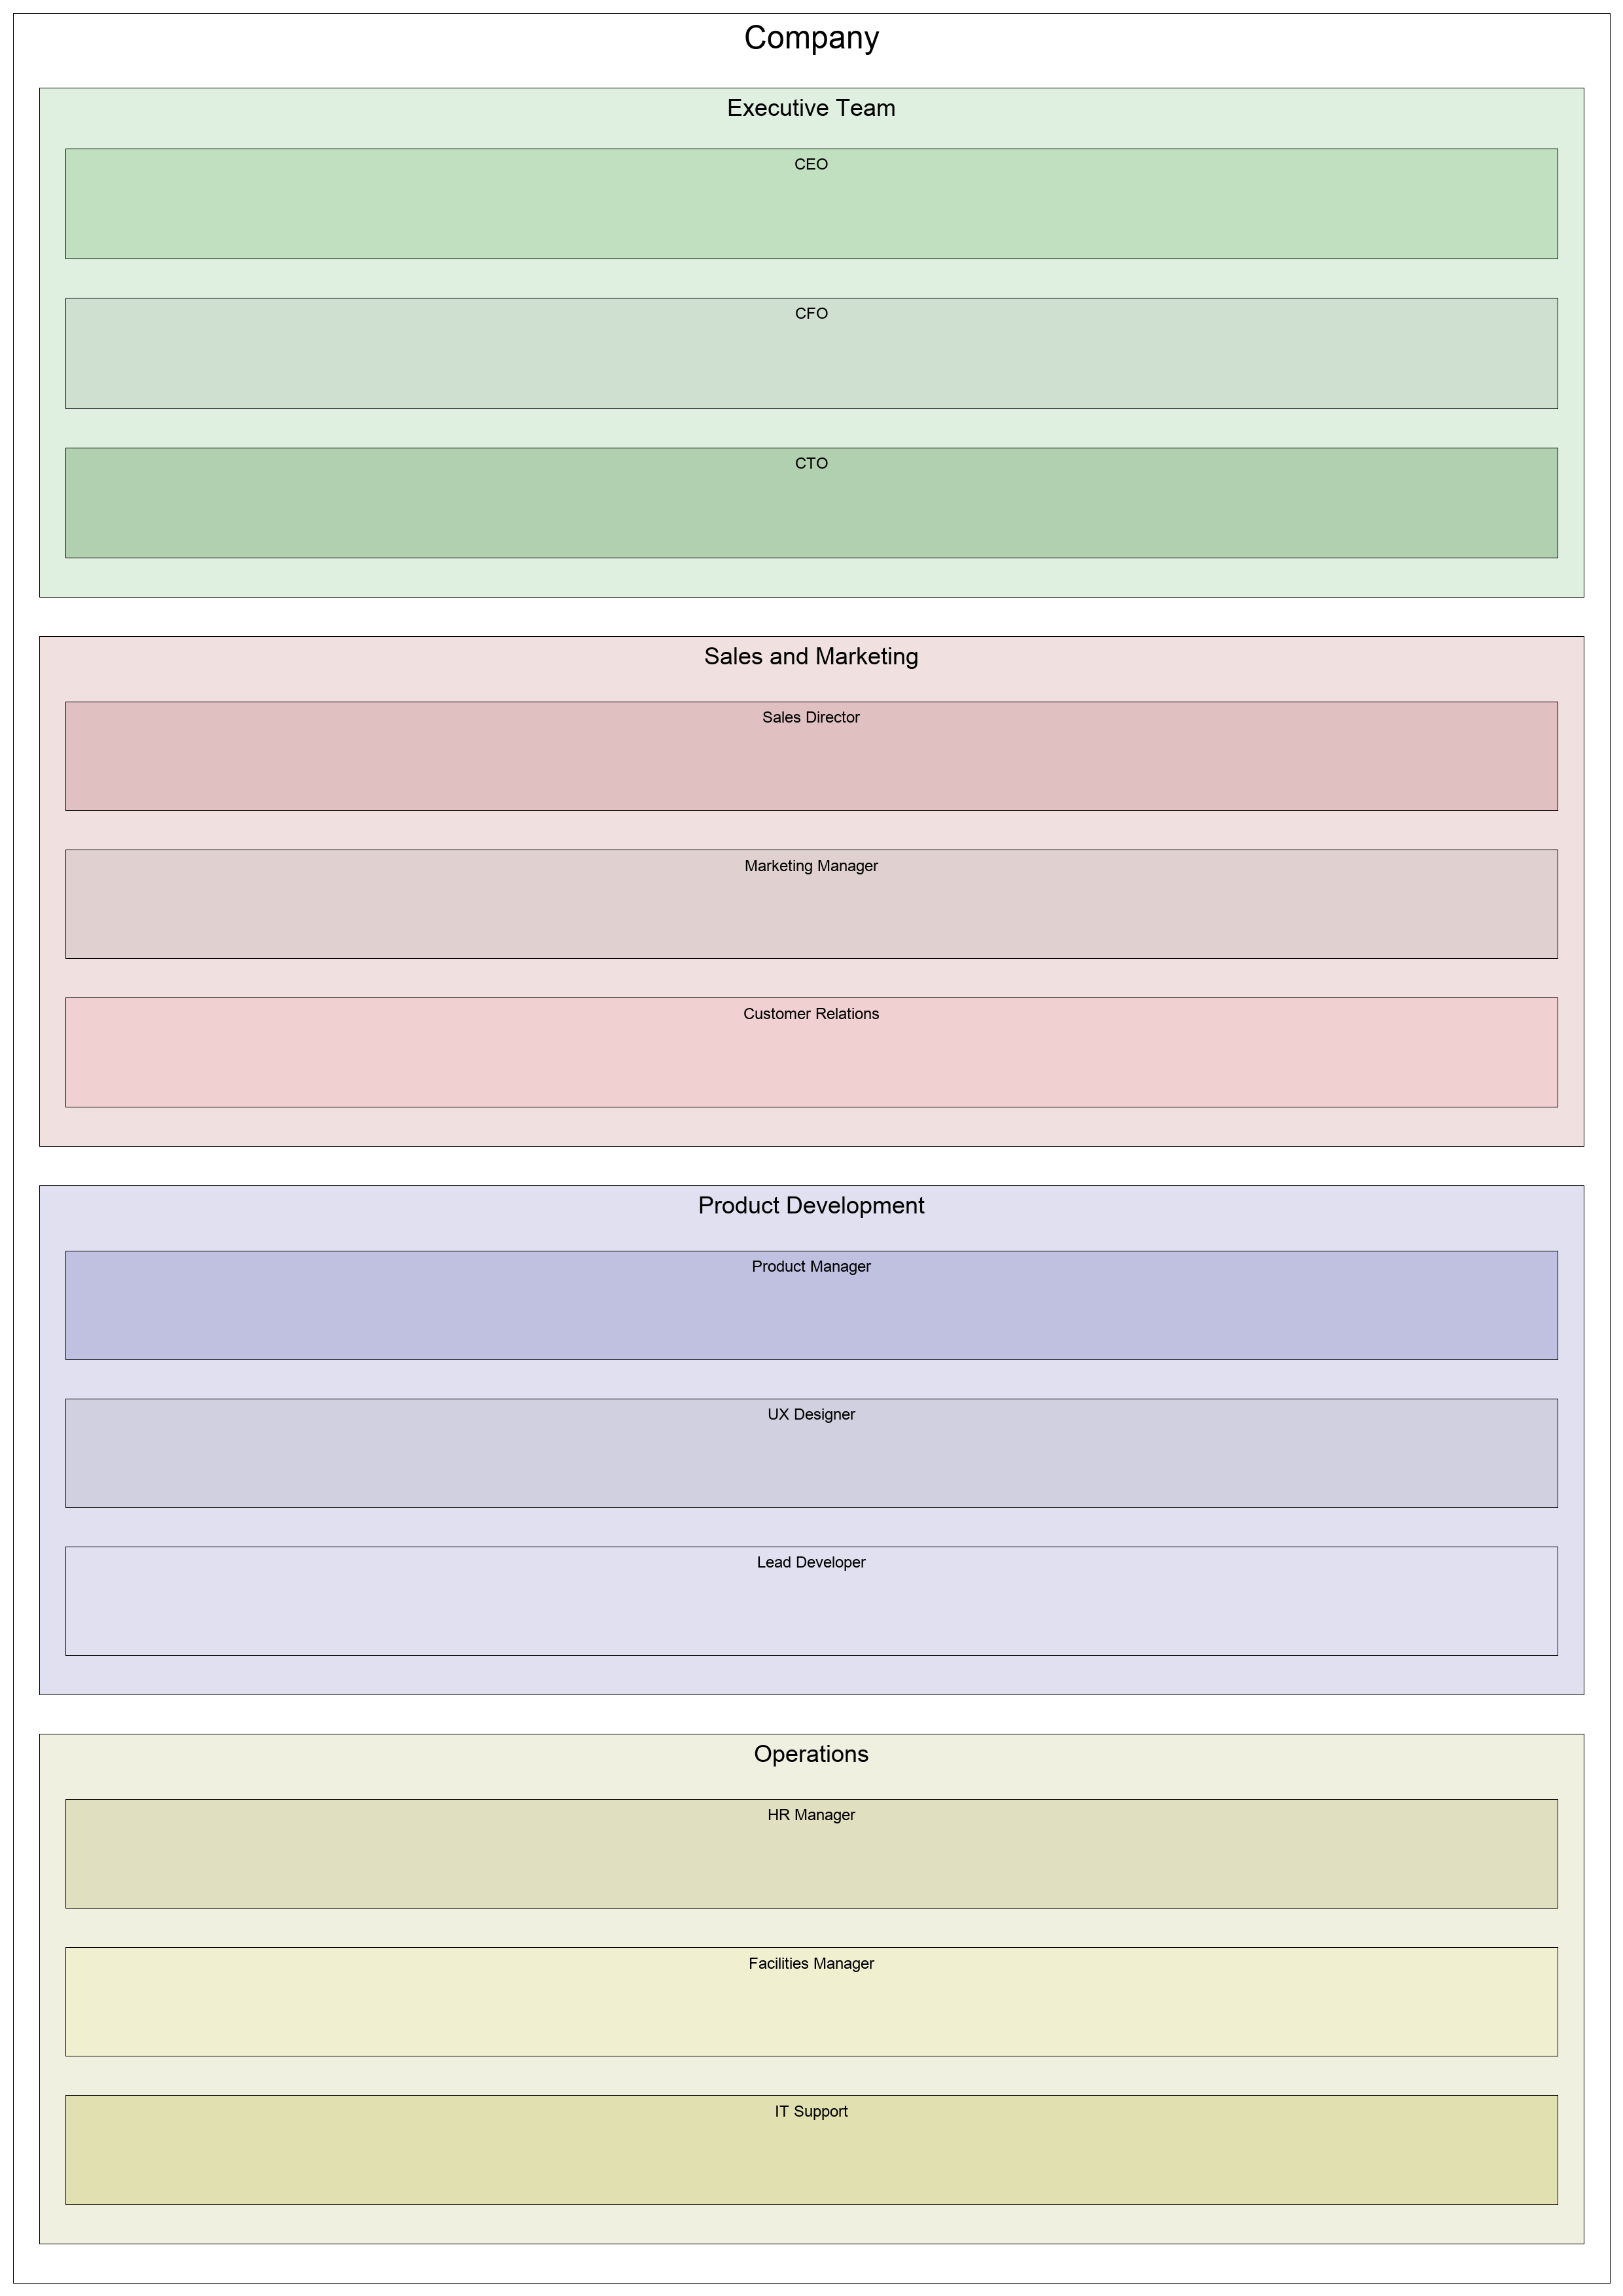 Company
Executive Team
CEO
CFO
CTO
Sales and Marketing
Sales Director
Marketing Manager
Customer Relations
Product Development
Product Manager
UX Designer
Lead Developer
Operations
HR Manager
Facilities Manager
IT Support